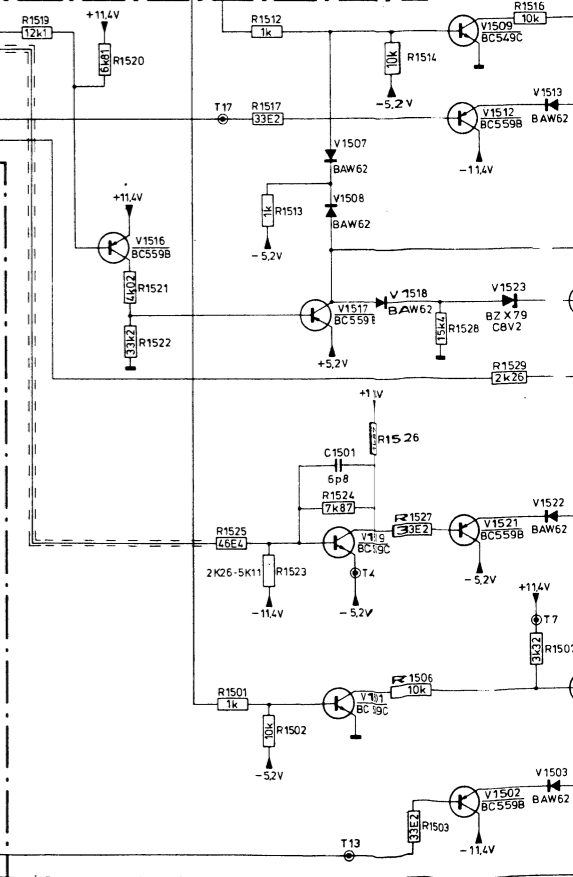 R1516
10k
+11,4V
R1519
12k1
R1512
1k
V1509
BC549C
6k81
R1520
10k
R1514
-5,2V
V1513
BAW62
T17
R1517
33E2
V1512
BC559B
-11,4V
V1507
BAW62
V1508
BAW62
1k
R1513
-5,2V
+11,4V
V1516
BC559B
4k02
R1521
33k2
R1522
V1517
+5,2V
V1518
BAW62
15k4
R1528
V1523
BZX79
C8V2
R1529
2k26
R1526
C1501
6p8
R1524
7k87
R1525
46E4
2K26-5K11
R1523
-11,4V
T4
-5,2V
R1527
33E2
V1521
BC559B
-5,2V
V1522
BAW62
+11,4V
T7
3k32
R1501
1k
10k
R1502
-5,2V
R1506
10k
V1503
BAW62
V1502
BC559B
33E2
R1503
-11,4V
T13